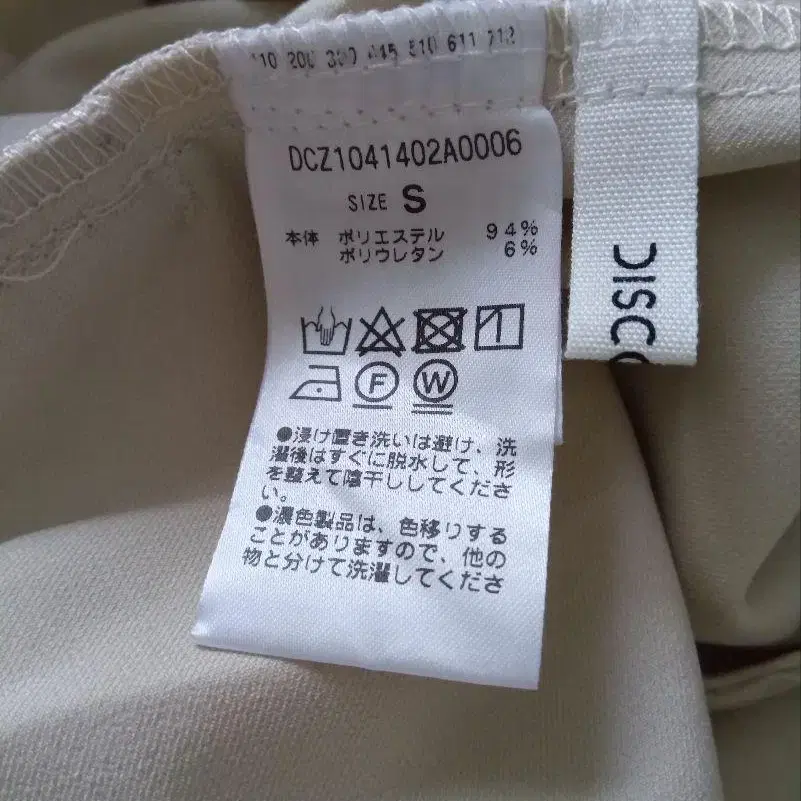 110 200 300 445 510 611 712
DCZ1041402A0006
SIZE S
本体 ポリエステル 94%
ポリウレタン 6%
F W
●浸け置き洗いは避け、洗
濯後はすぐに脱水して、形
を整えて陰干ししてくださ
い。
●濃色製品は、色移りする
ことがありますので、他の
物と分けて洗濯してくださ
DISC